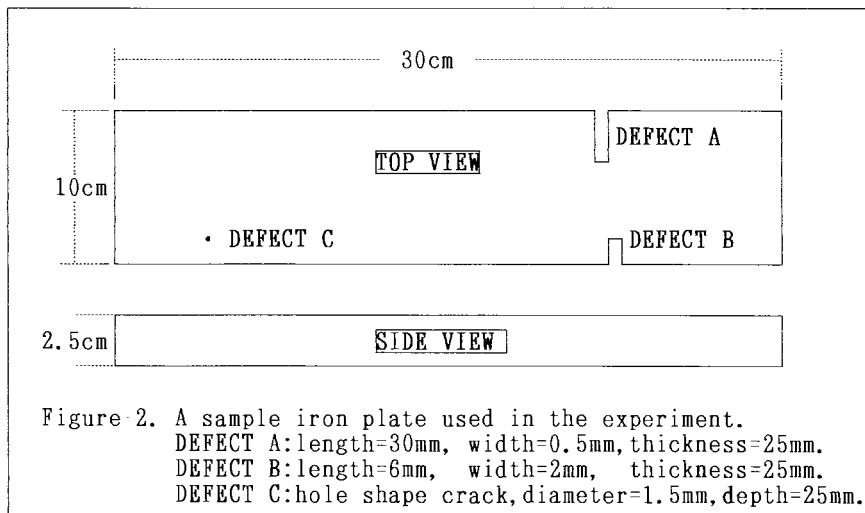 30cm
DEFECT A
TOP VIEW
10cm
DEFECT C
DEFECT B
2.5cm
SIDE VIEW
Figure 2. A sample iron plate used in the experiment.
DEFECT A:length=30mm, width=0.5mm,thickness=25mm.
DEFECT B:length=6mm, width=2mm, thickness=25mm.
DEFECT C:hole shape crack,diameter=1.5mm,depth=25mm.